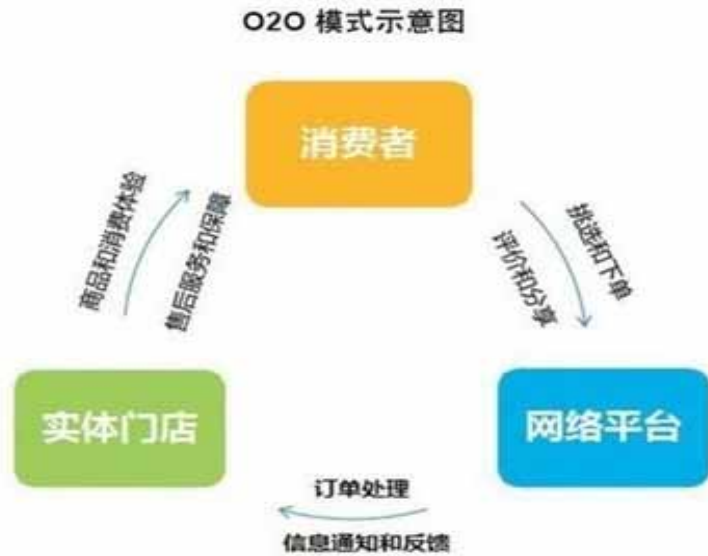 O2O 模式示意图
消费者
商品和消费体验
售后服务和保障
挑选和下单
评价和分享
实体门店
网络平台
订单处理
信息通知和反馈